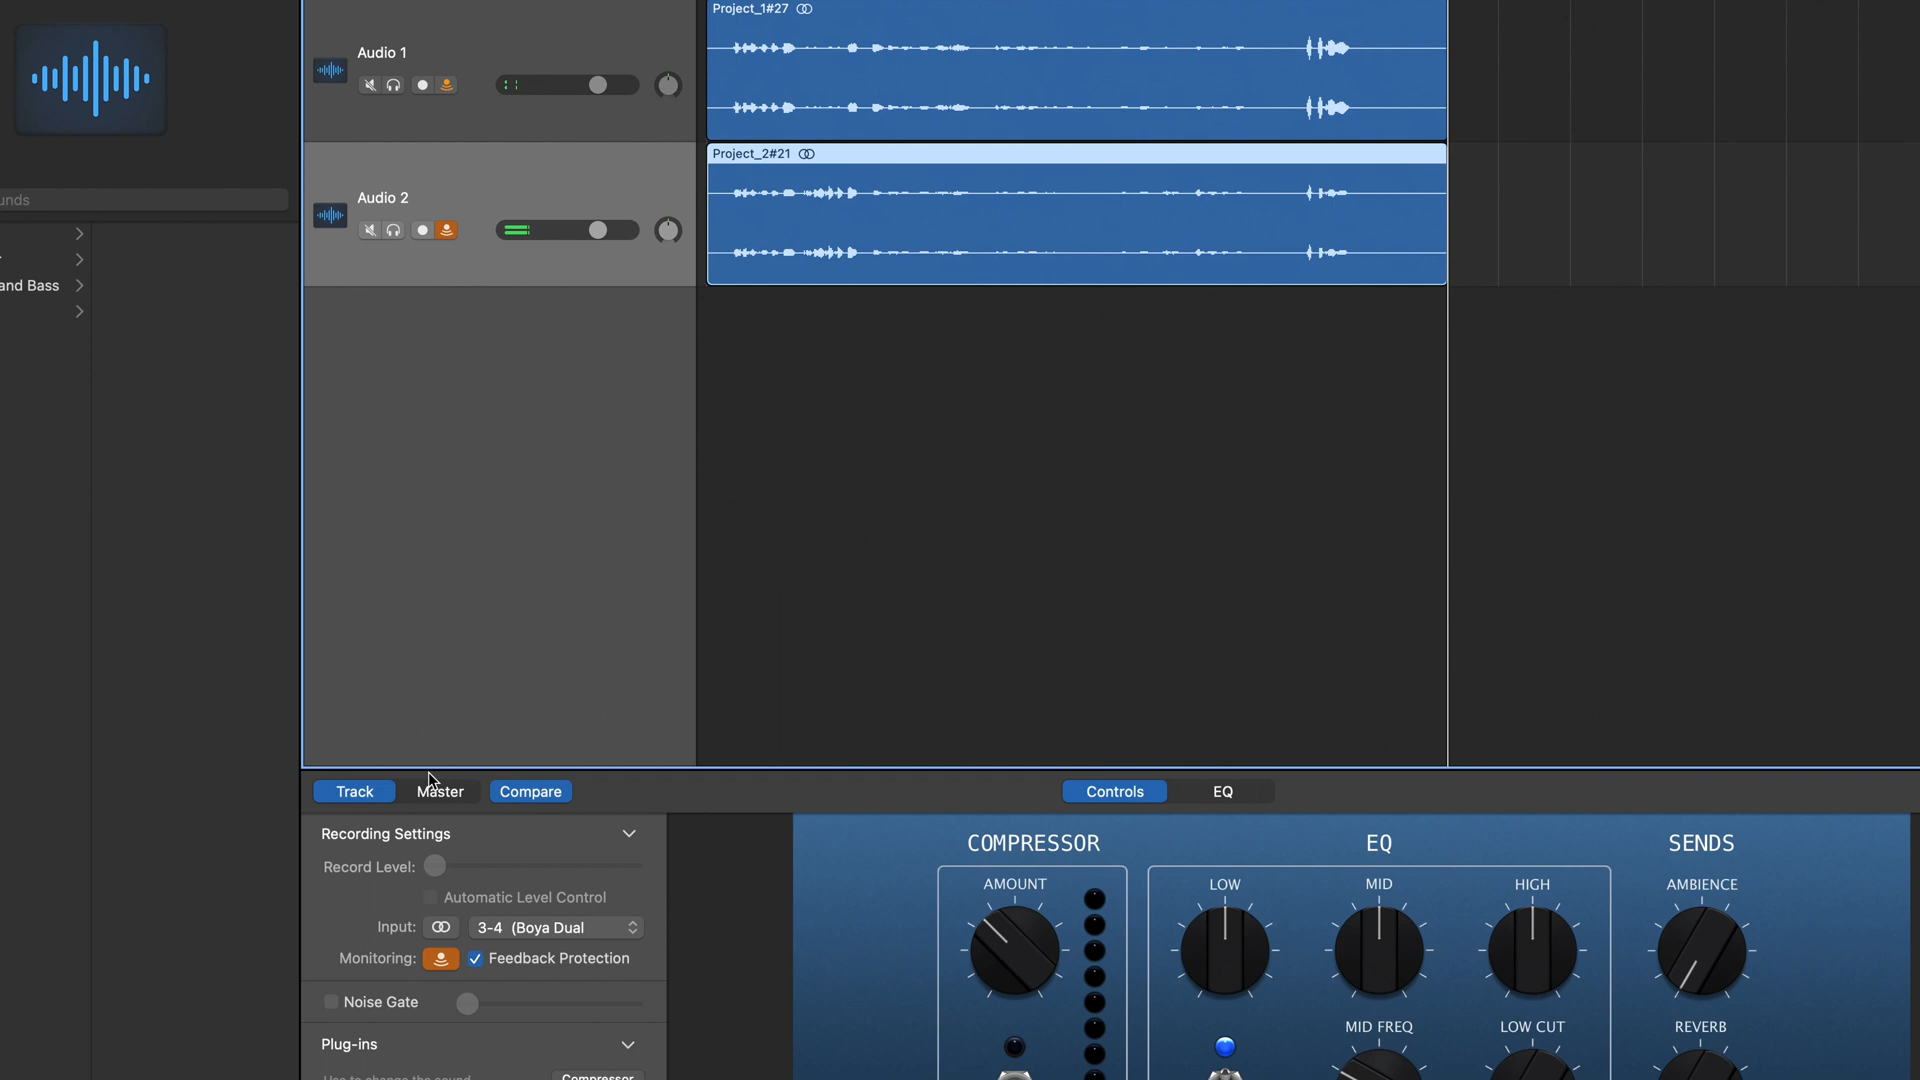 Project_1#27
Audio 1
Project_2#21
Audio 2
unds
and Bass
Track Master Compare Controls EQ
Recording Settings
Record Level:
Automatic Level Control
Input: 3-4 (Boya Dual
Monitoring: Feedback Protection
Noise Gate
Plug-ins
Compressor
COMPRESSOR EQ SENDS
AMOUNT LOW MID HIGH AMBIENCE
MID FREQ LOW CUT REVERB